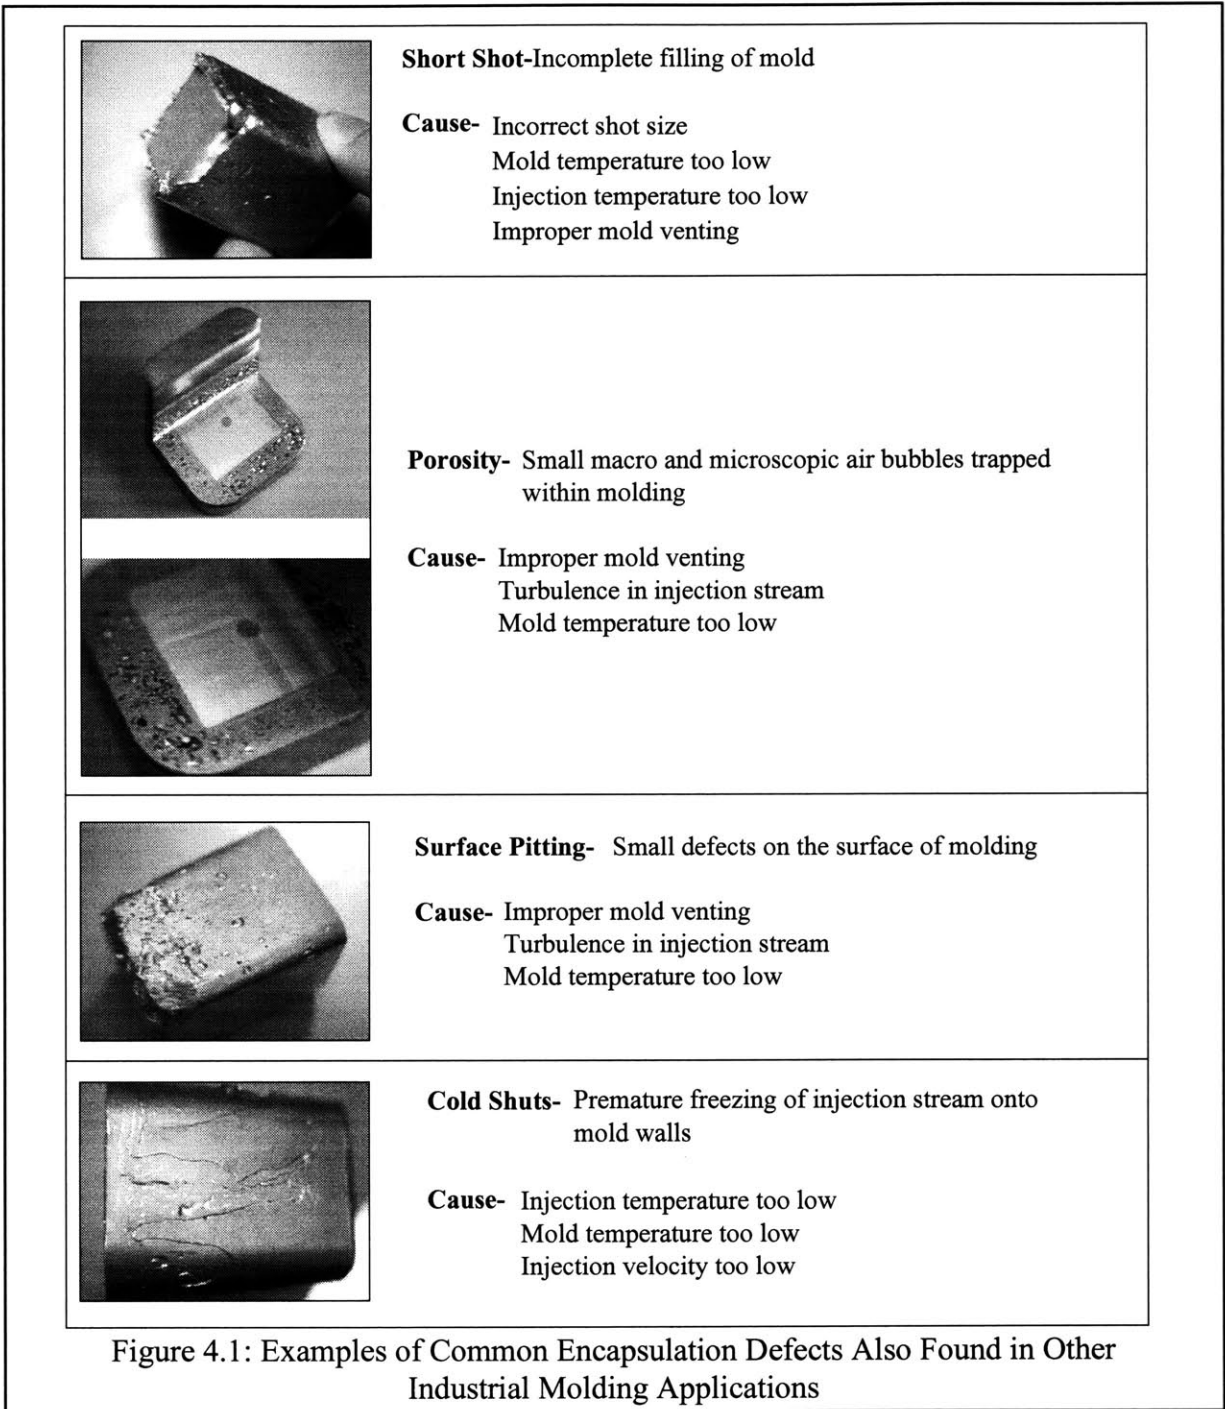 Short Shot-Incomplete filling of mold
Cause- Incorrect shot size
Mold temperature too low
Injection temperature too low
Improper mold venting
Porosity- Small macro and microscopic air bubbles trapped
within molding
Cause- Improper mold venting
Turbulence in injection stream
Mold temperature too low
Surface Pitting- Small defects on the surface of molding
Cause- Improper mold venting
Turbulence in injection stream
Mold temperature too low
Cold Shuts- Premature freezing of injection stream onto
mold walls
Cause- Injection temperature too low
Mold temperature too low
Injection velocity too low
Figure 4.1: Examples of Common Encapsulation Defects Also Found in Other
Industrial Molding Applications